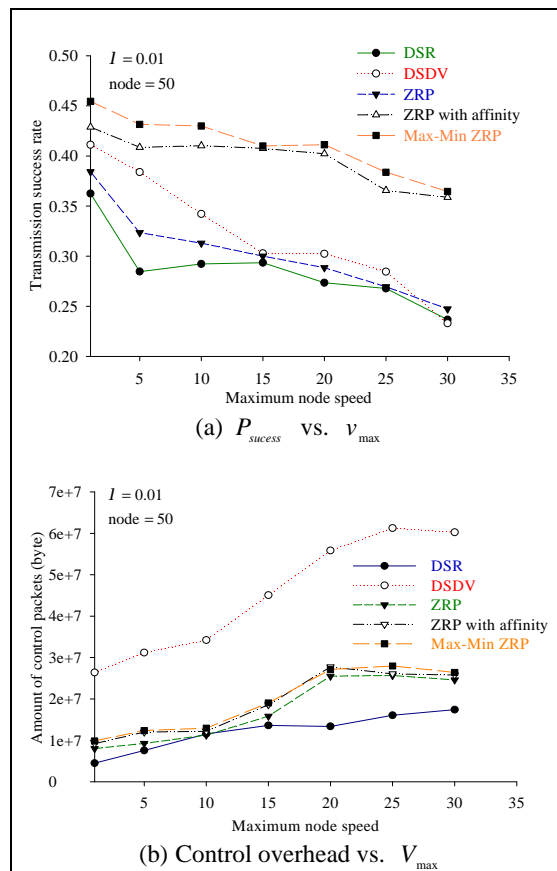 0.50
0.45
0.40
0.35
0.30
0.25
0.20
Transmission success rate
l = 0.01
node = 50
DSR
DSDV
ZRP
ZRP with affinity
Max-Min ZRP
5 10 15 20 25 30 35
Maximum node speed
(a) P sucess vs. v max
7e+7
6e+7
5e+7
4e+7
3e+7
2e+7
1e+7
0
Amount of control packets (byte)
l = 0.01
node = 50
DSR
DSDV
ZRP
ZRP with affinity
Max-Min ZRP
5 10 15 20 25 30 35
Maximum node speed
(b) Control overhead vs. V max